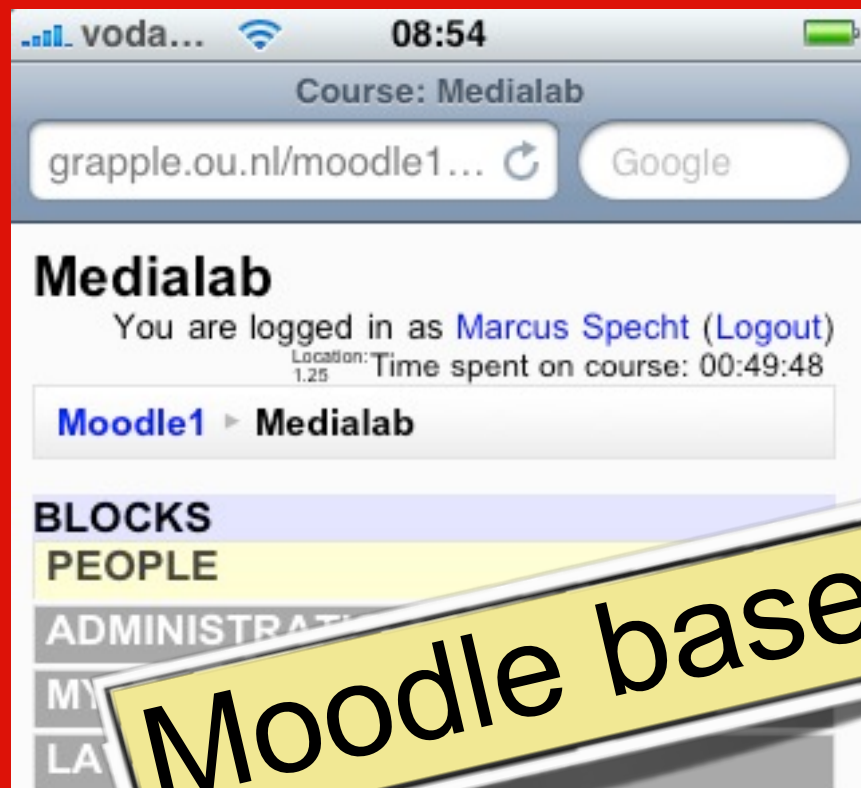 voda... 08:54
Course: Medialab
grapple.ou.nl/moodle1... Google
Medialab
You are logged in as Marcus Specht (Logout)
Location: 1.25 Time spent on course: 00:49:48
Moodle1 ▸ Medialab
BLOCKS
PEOPLE
Moodle